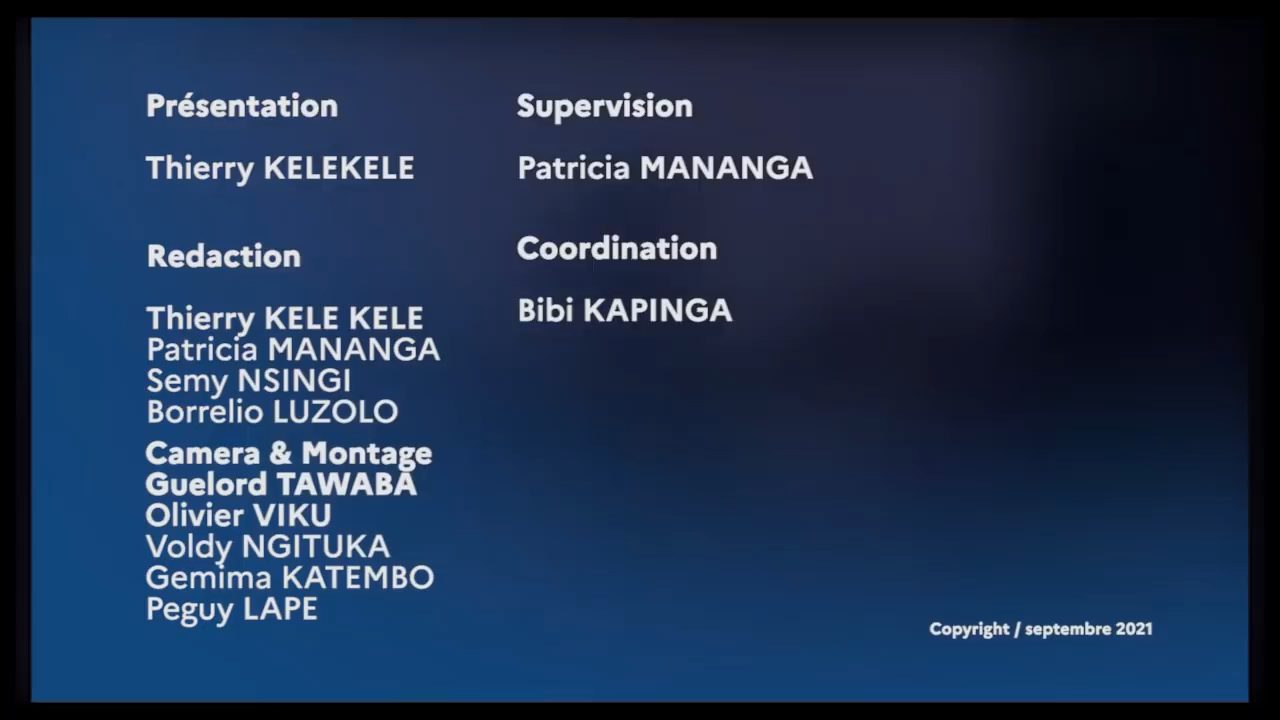 Présentation
Thierry KELEKELE
Redaction
Thierry KELE KELE
Patricia MANANGA
Semy NSINGI
Borrelio LUZOLO
Camera & Montage
Guelord TAWABA
Olivier VIKU
Voldy NGITUKA
Gemima KATEMBO
Peguy LAPE
Supervision
Patricia MANANGA
Coordination
Bibi KAPINGA
Copyright / septembre 2021